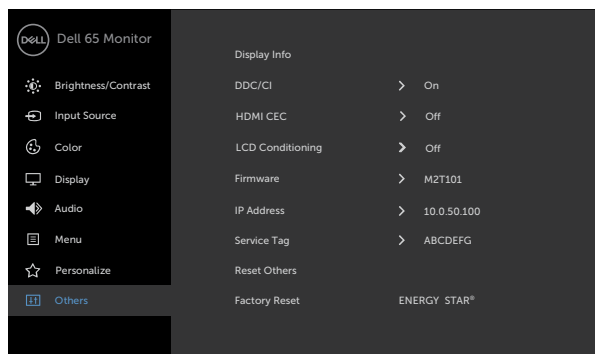 DELL Dell 65 Monitor
Display Info
Brightness/Contrast DDC/CI > On
Input Source HDMI CEC > Off
Color LCD Conditioning > Off
Display Firmware > M2T101
Audio IP Address > 10.0.50.100
Menu Service Tag > ABCDEFG
Personalize Reset Others
Others Factory Reset ENERGY STAR®